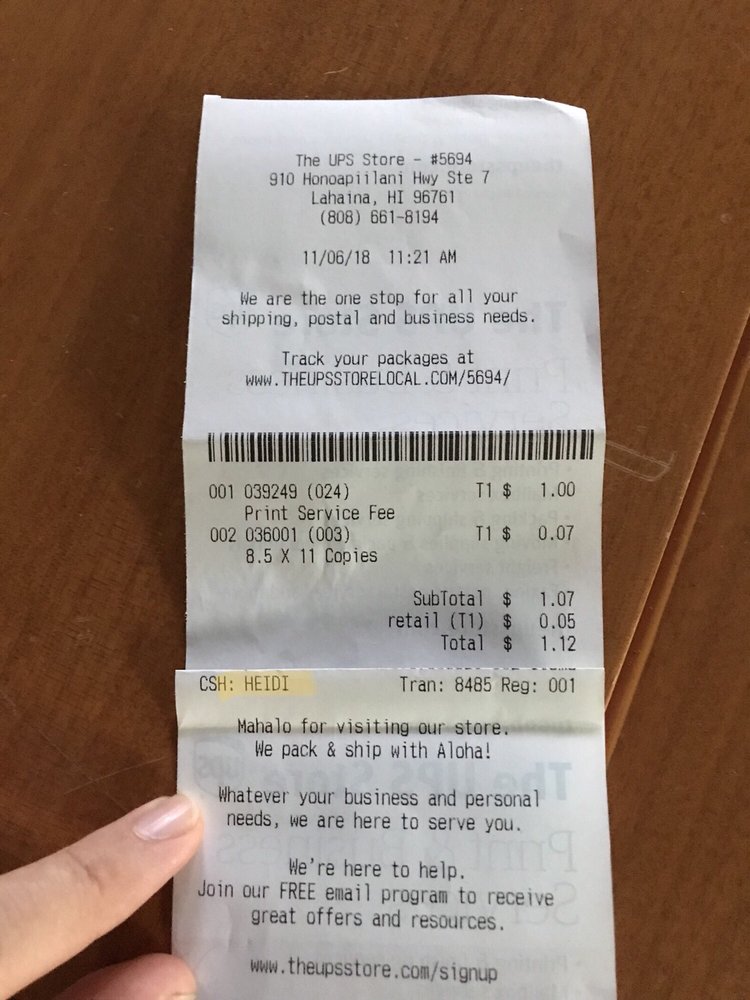 The UPS Store - #5694
910 Honoapiilani Hwy Ste 7
Lahaina, HI 96761
(808) 661-8194
11/06/18 11:21 AM
We are the one stop for all your
shipping, postal and business needs.
Track your packages at
www.THEUPSSTORELOCAL.COM/5694/
001 039249 (024) T1 $ 1.00
Print Service Fee
002 036001 (003) T1 $ 0.07
8.5 X 11 Copies
SubTotal $ 1.07
retail (T1) $ 0.05
Total $ 1.12
CSH: HEIDI Tran: 8485 Reg: 001
Mahalo for visiting our store.
We pack & ship with Aloha!
Whatever your business and personal
needs, we are here to serve you.
We're here to help.
Join our FREE email program to receive
great offers and resources.
www.theupsstore.com/signup